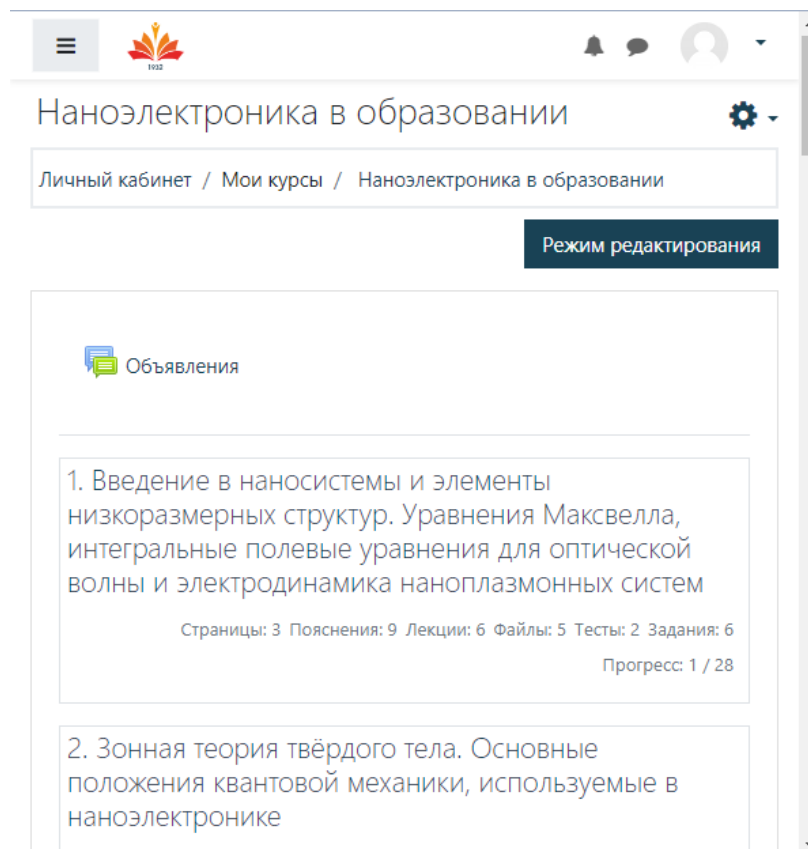 1932
Наноэлектроника в образовании
Личный кабинет / Мои курсы / Наноэлектроника в образовании
Режим редактирования
Объявления
1. Введение в наносистемы и элементы
низкоразмерных структур. Уравнения Максвелла,
интегральные полевые уравнения для оптической
волны и электродинамика наноплазмонных систем
Страницы: 3 Пояснения: 9 Лекции: 6 Файлы: 5 Тесты: 2 Задания: 6
Прогресс: 1 / 28
2. Зонная теория твёрдого тела. Основные
положения квантовой механики, используемые в
наноэлектронике